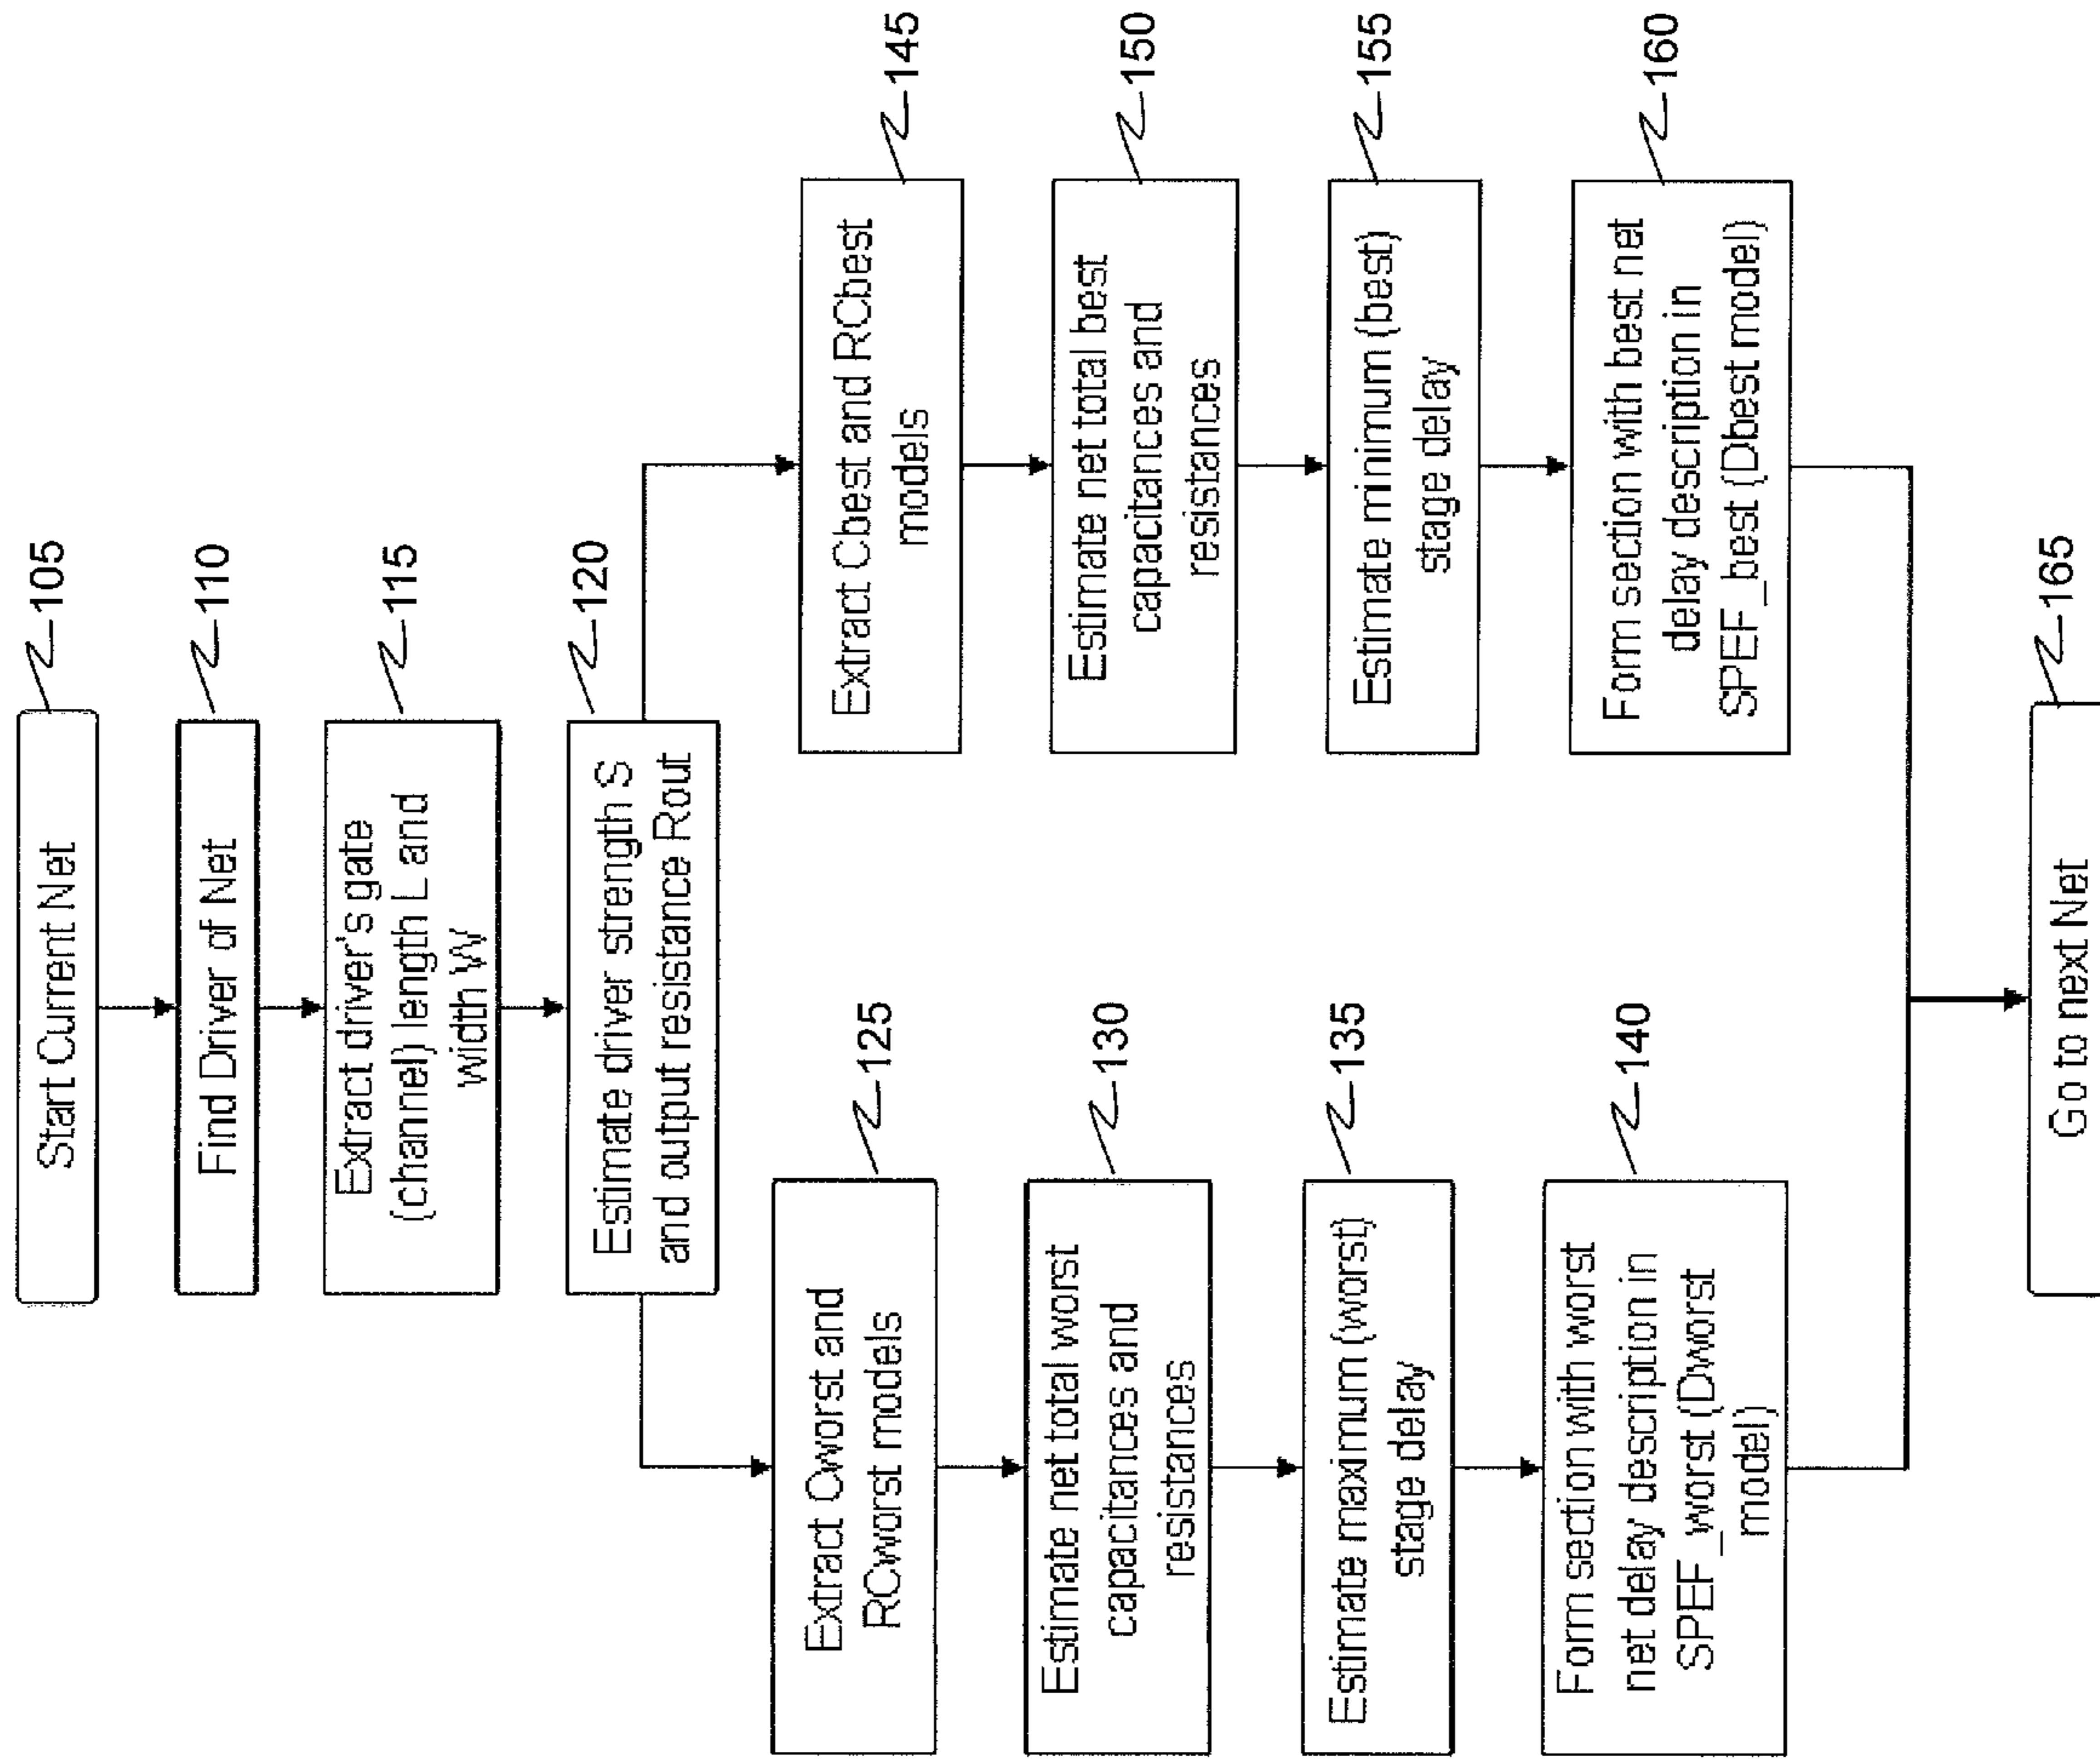 Start Current Net
105
Find Driver of Net
110
Extract driver's gate
(channel) length L and
width W
115
Estimate driver strength S
and output resistance Rout
120
Extract Cworst and
RCworst models
125
Estimate net total worst
capacitances and
resistances
130
Estimate maximum (worst)
stage delay
135
Form section with worst
net delay description in
SPEF_worst (Dworst
model)
140
Extract Cbest and RCbest
models
145
Estimate net total best
capacitances and
resistances
150
Estimate minimum (best)
stage delay
155
Form section with best net
delay description in
SPEF_best (Dbest model)
160
Go to next Net
165